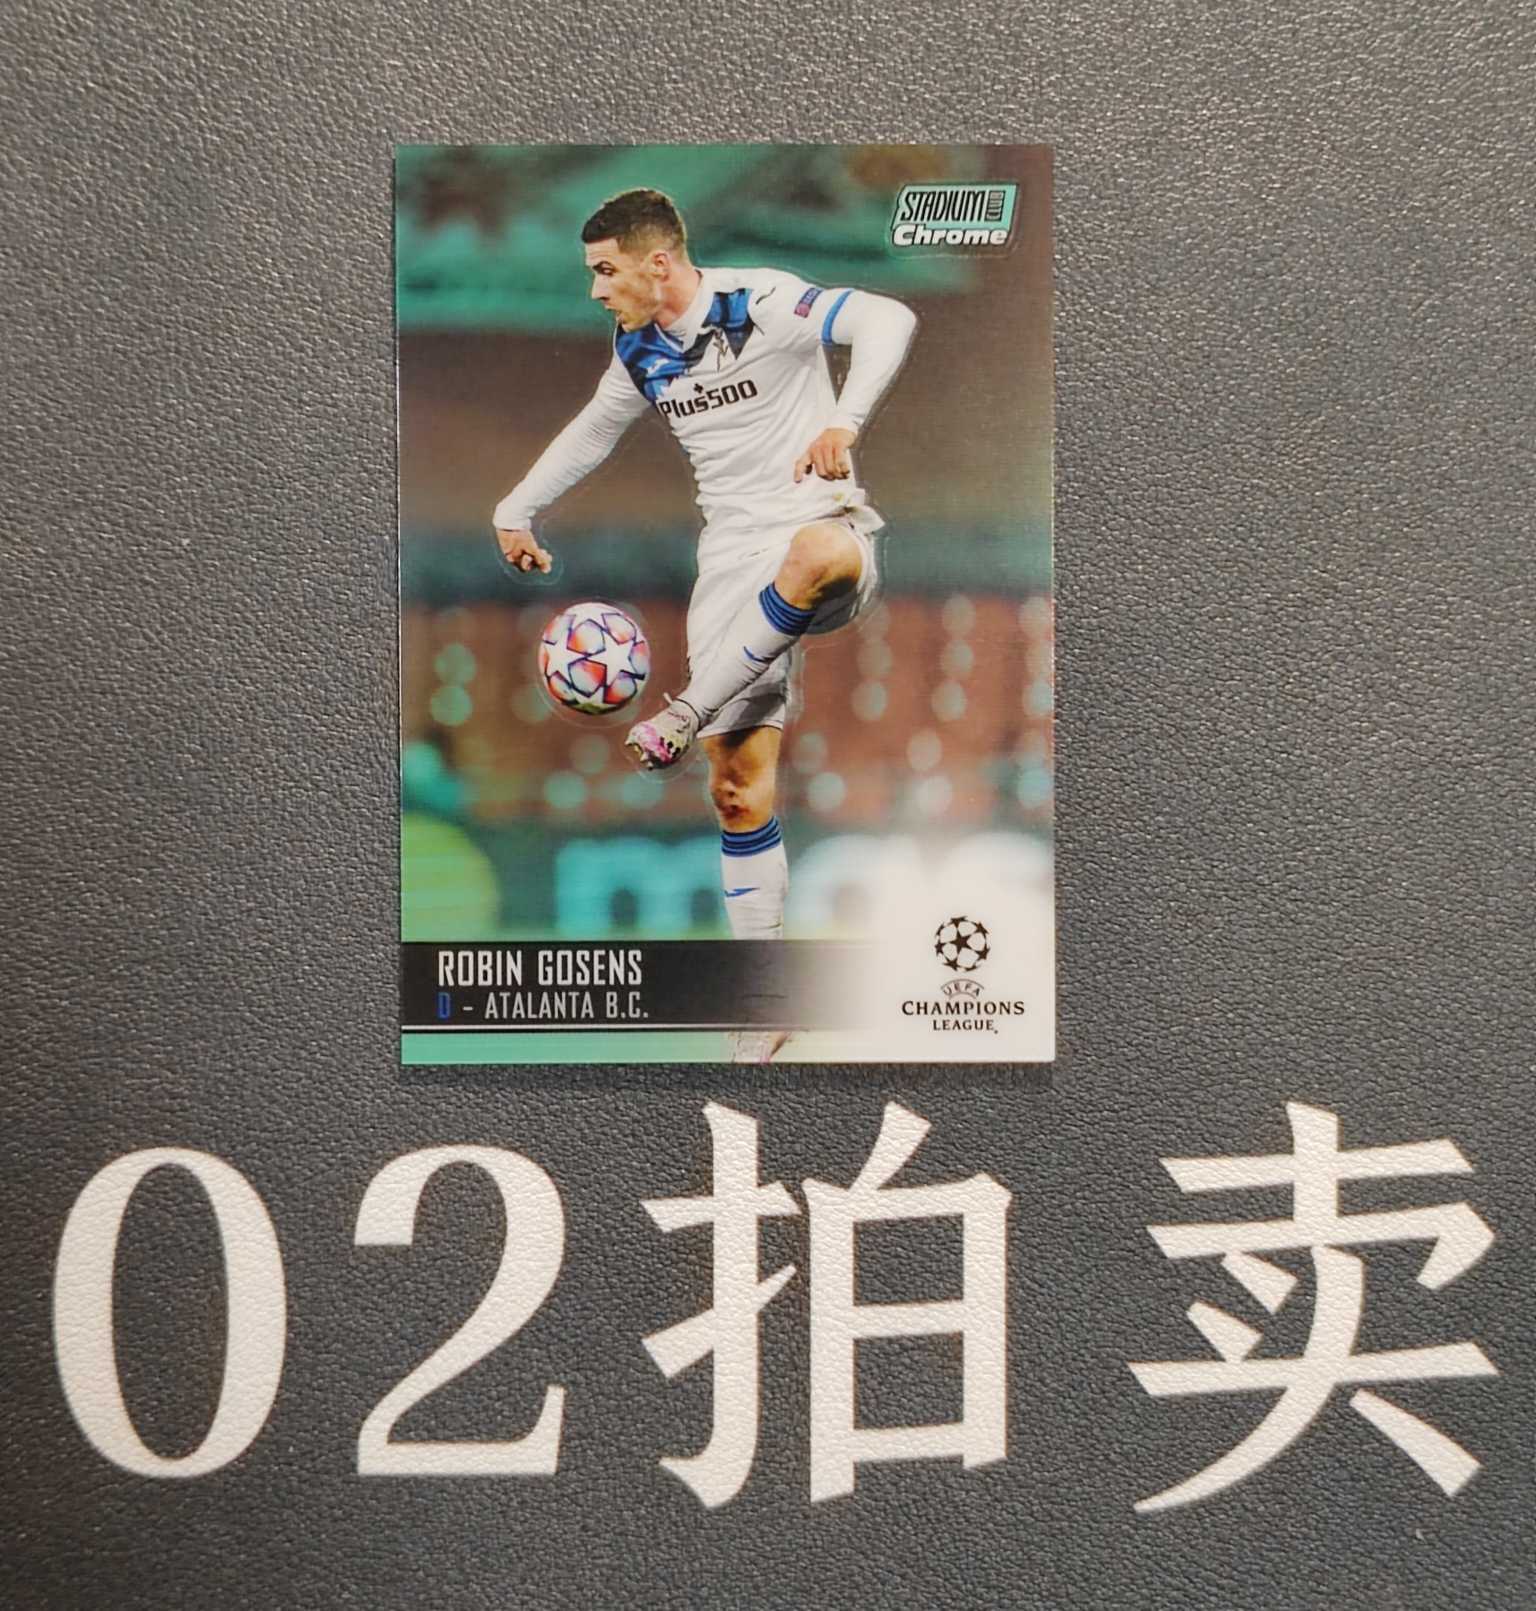 STADIUM CLUB
Chrome
Plus500
ROBIN GOSENS
D - ATALANTA B.C.
UEFA
CHAMPIONS
LEAGUE
02拍卖